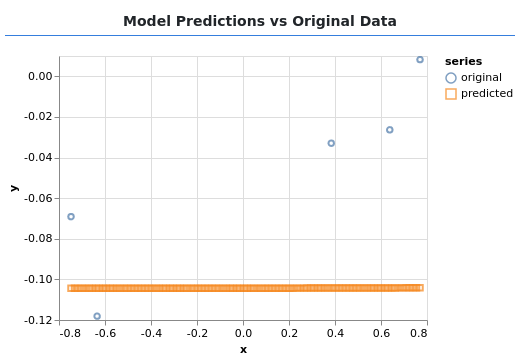 Model Predictions vs Original Data
series
original
predicted
0.00
-0.02
-0.04
-0.06
-0.08
-0.10
-0.12
y
-0.8 -0.6 -0.4 -0.2 0.0 0.2 0.4 0.6 0.8
x